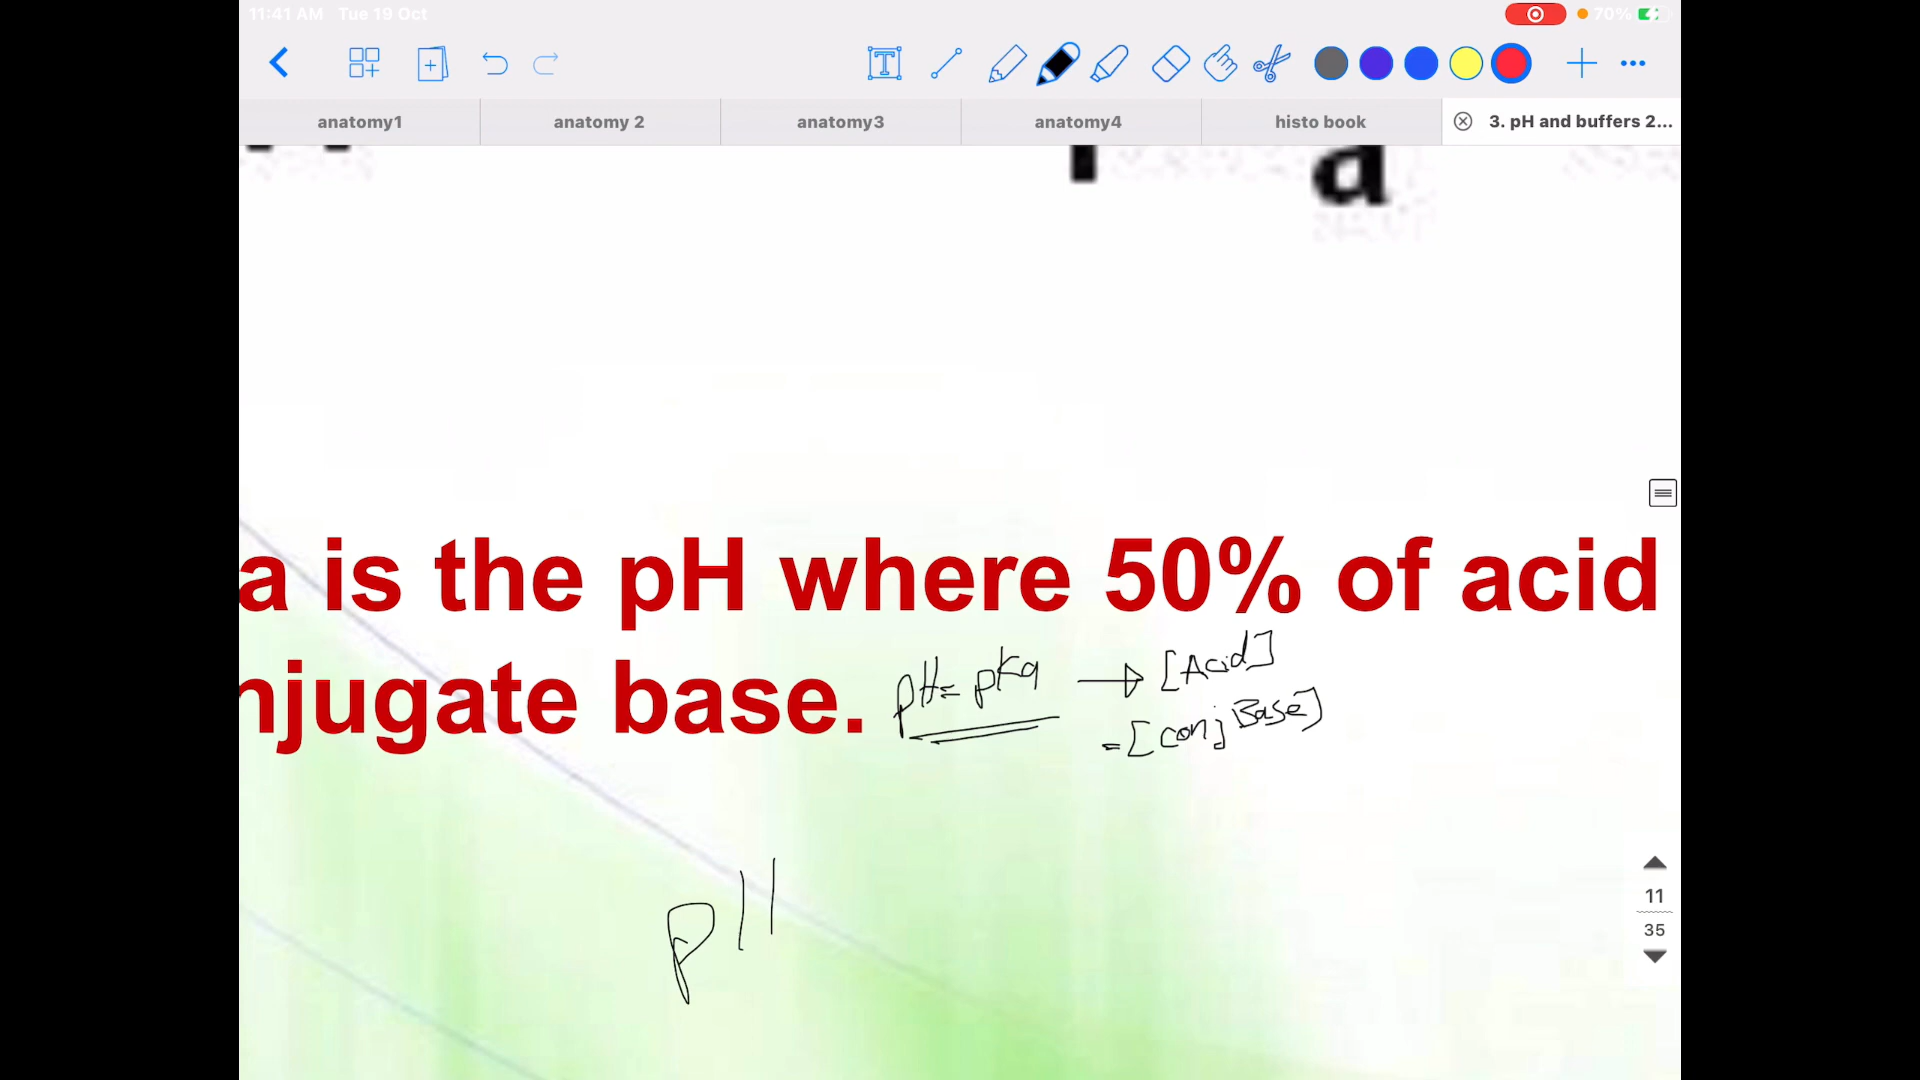 11:41 AM Tue 19 Oct
70%
T
anatomy1
anatomy 2
anatomy3
anatomy4
histo book
3. pH and buffers 2...
a
a is the pH where 50% of acid
njugate base.
pH= pKa → [Acid]
=[conj Base]
11
35
pH